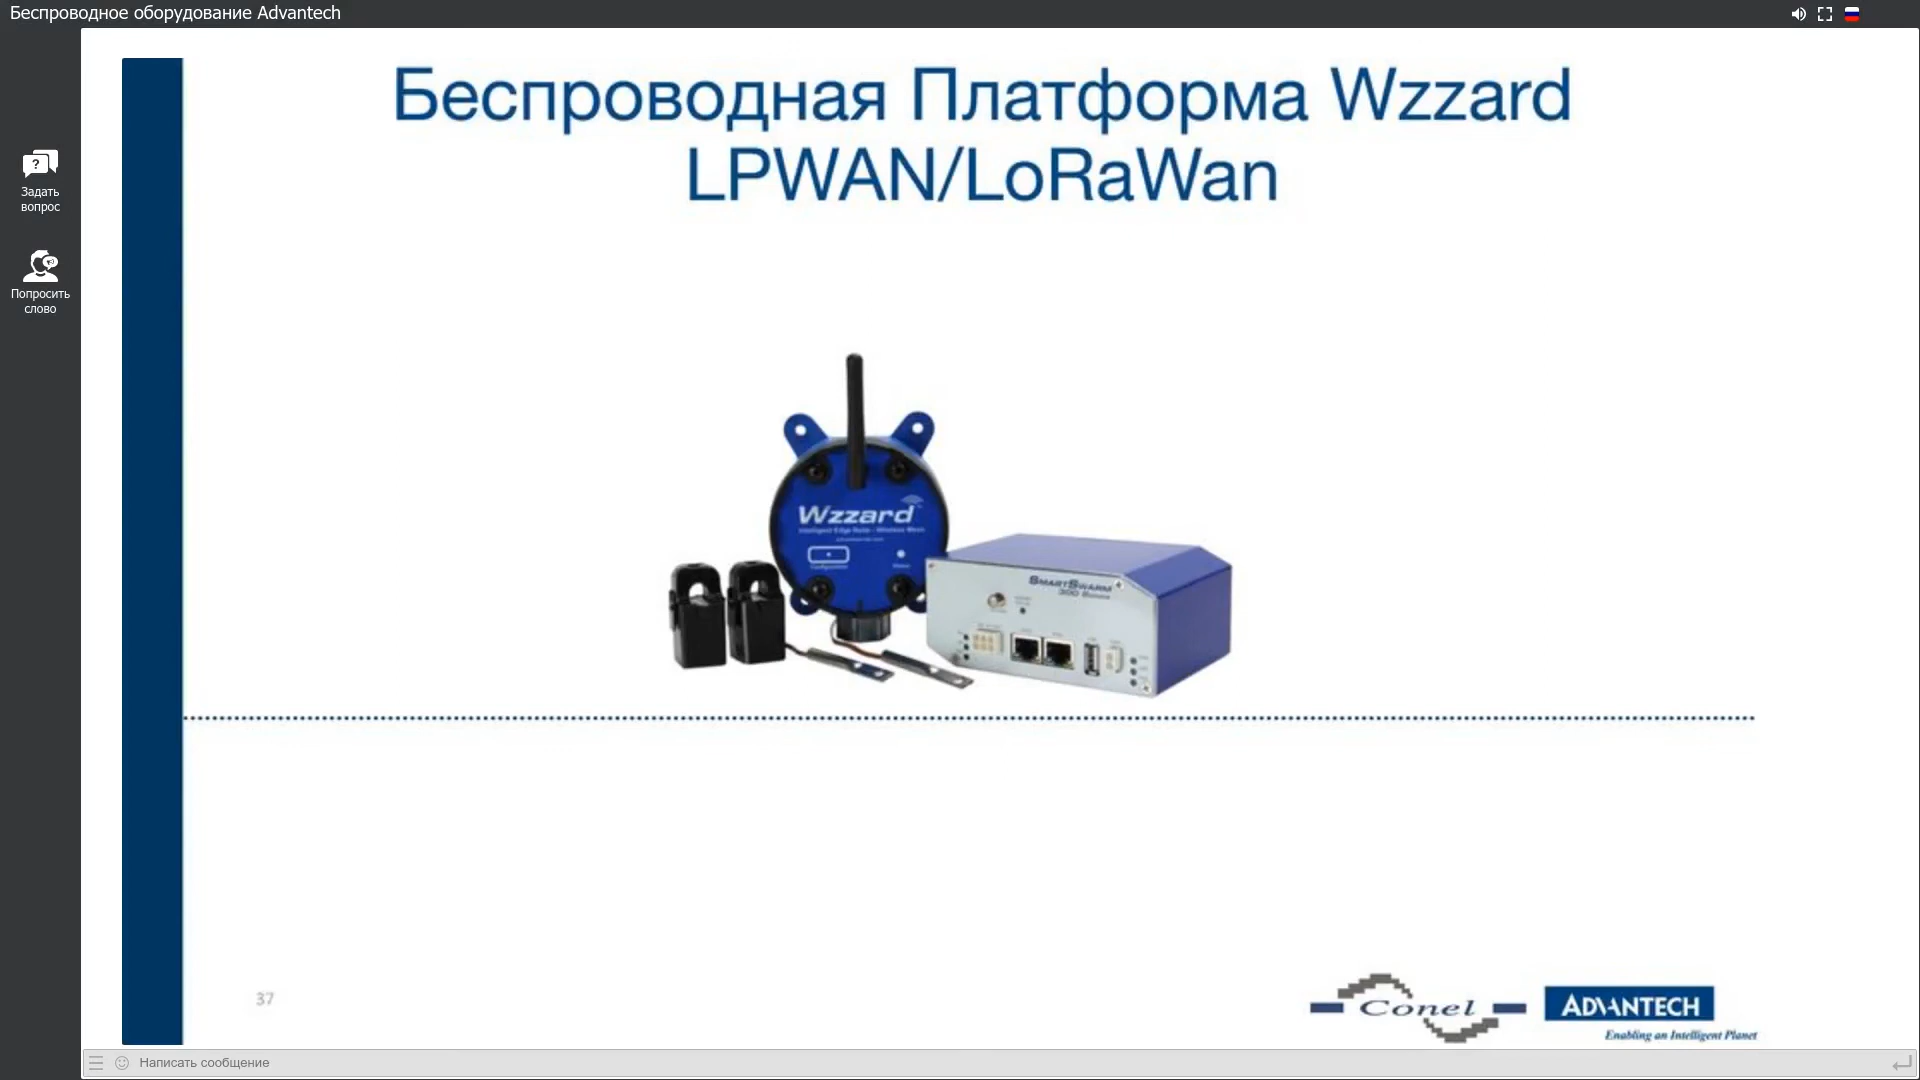 Беспроводное оборудование Advantech
Задать
вопрос
Попросить
слово
Беспроводная Платформа Wzzard
LPWAN/LoRaWan
Wzzard
SmartSwarm
37
Conel
ADVANTECH
Enabling an Intelligent Planet
Написать сообщение